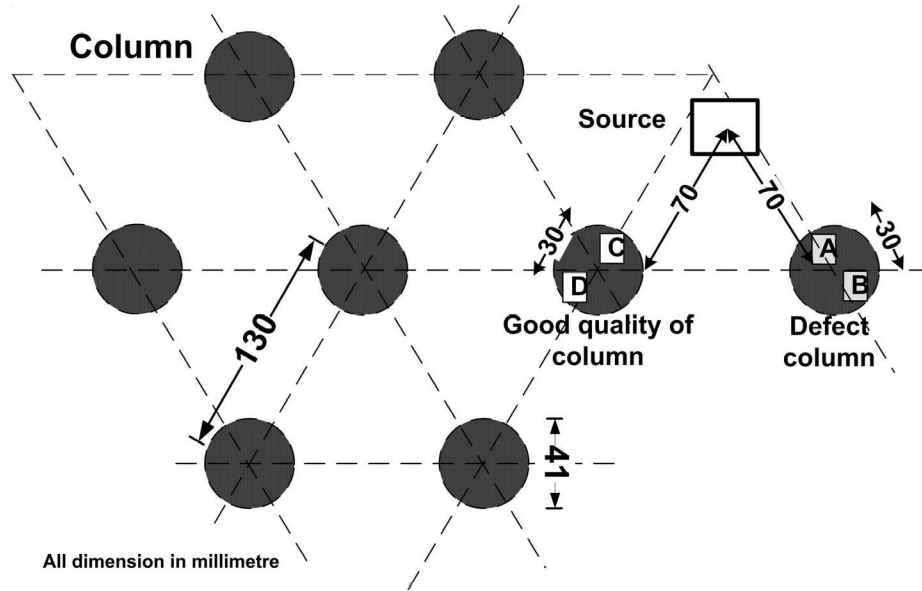 Column
Source
70
70
30
30
C
A
D
B
130
Good quality of
column
Defect
column
41
All dimension in millimetre